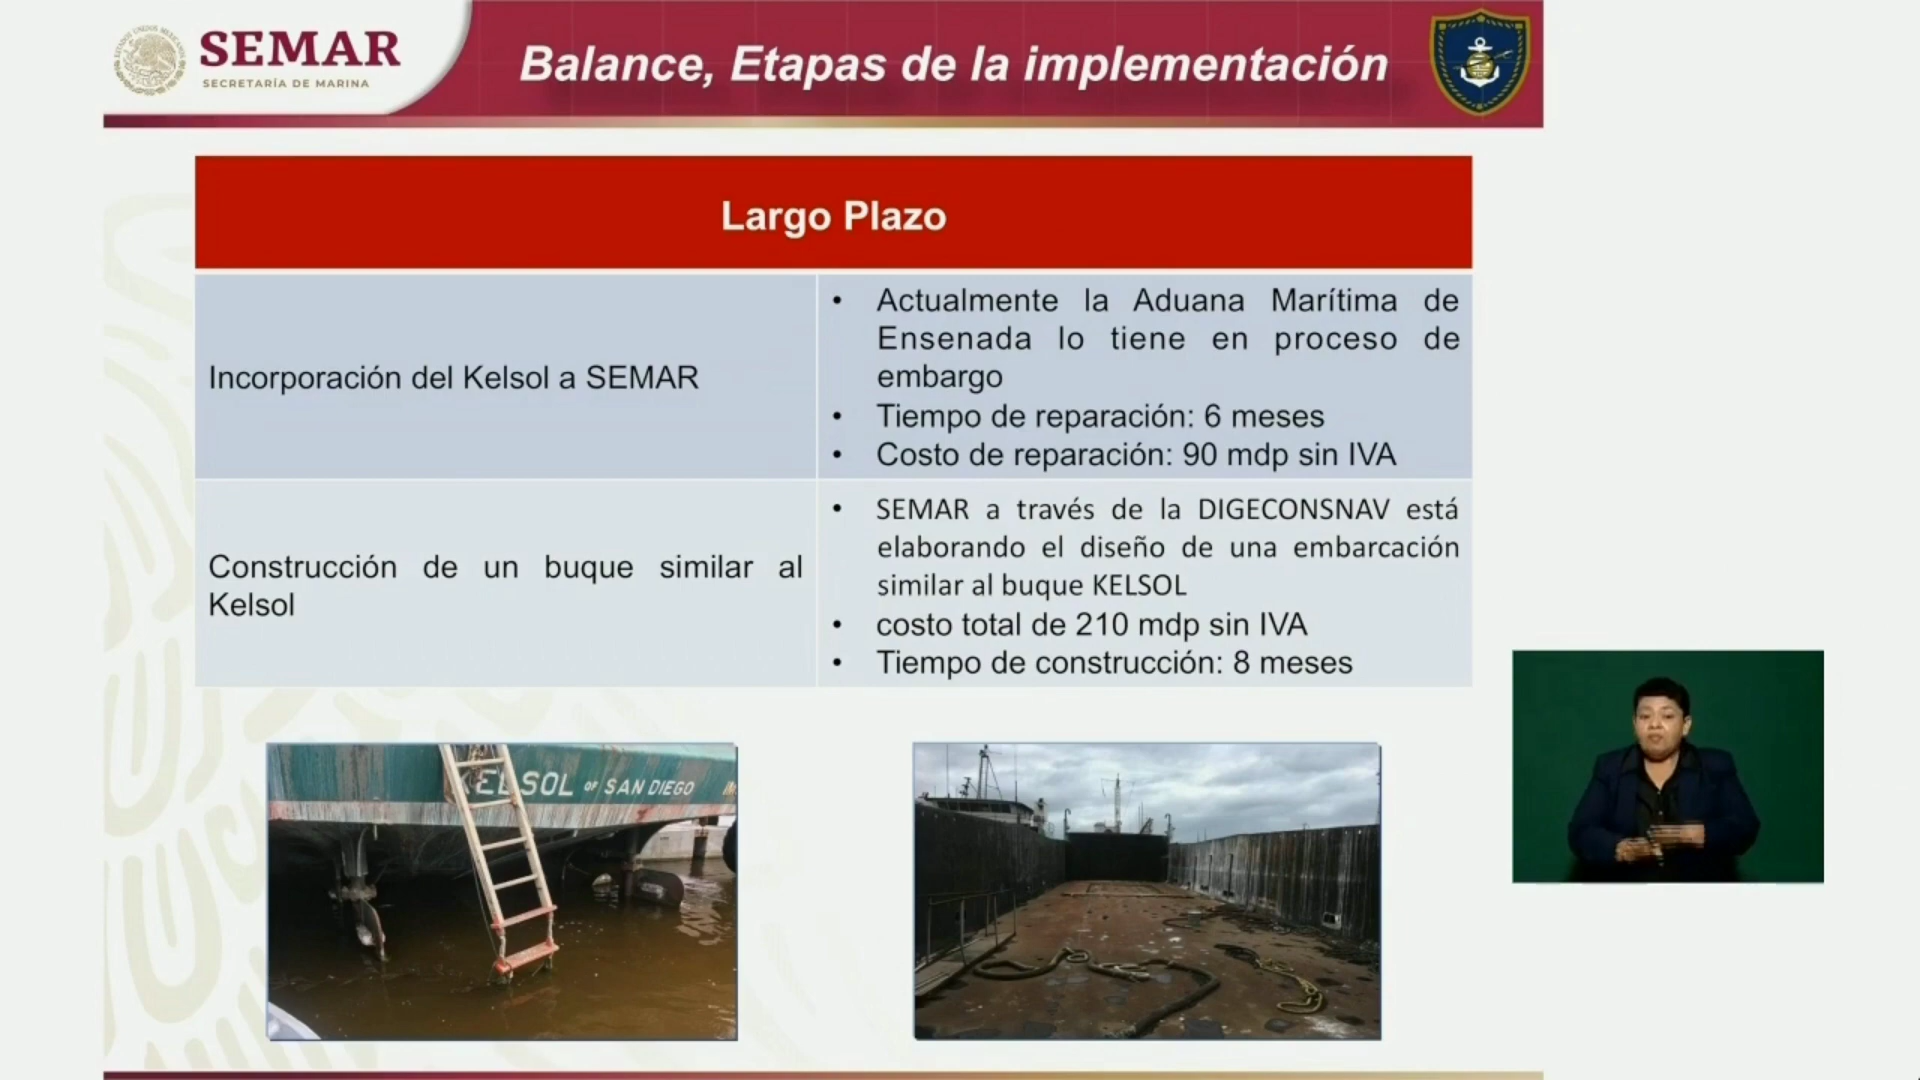 SEMAR
SECRETARÍA DE MARINA
Balance, Etapas de la implementación
Largo Plazo
Incorporación del Kelsol a SEMAR
• Actualmente la Aduana Marítima de
Ensenada lo tiene en proceso de
embargo
• Tiempo de reparación: 6 meses
• Costo de reparación: 90 mdp sin IVA
Construcción de un buque similar al
Kelsol
• SEMAR a través de la DIGECONSNAV está
elaborando el diseño de una embarcación
similar al buque KELSOL
• costo total de 210 mdp sin IVA
• Tiempo de construcción: 8 meses
KELSOL OF SAN DIEGO